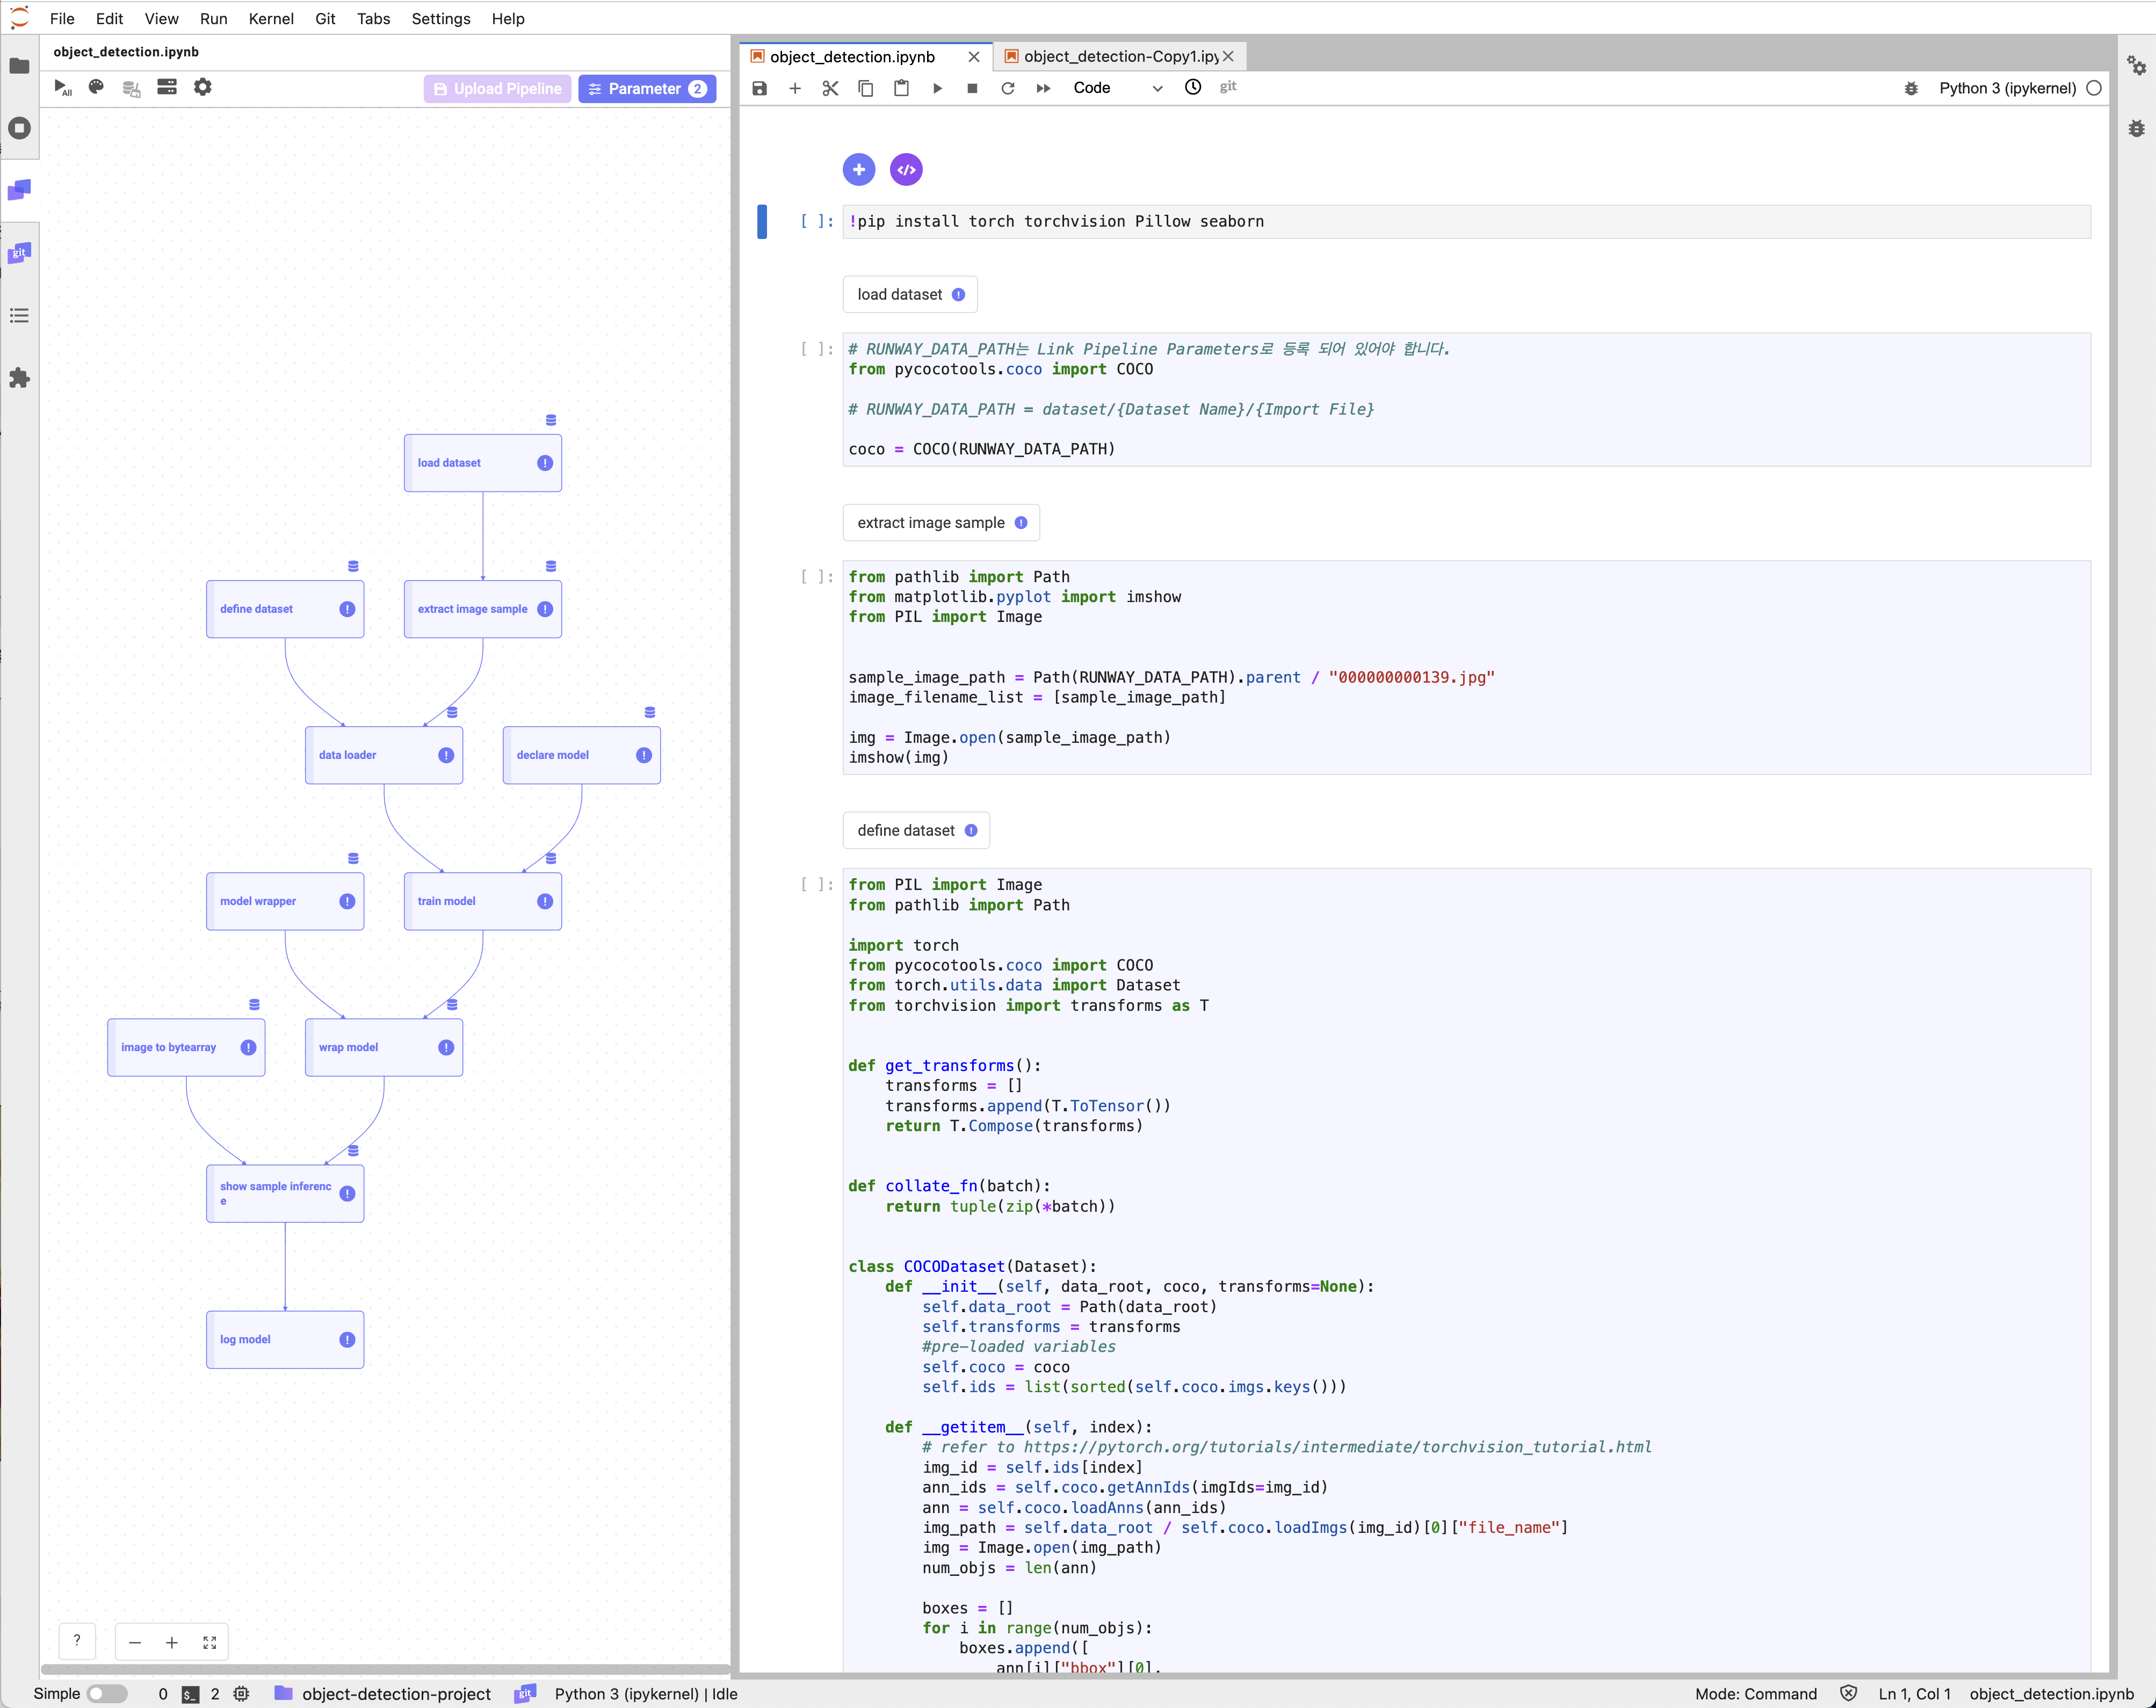 File Edit View Run Kernel Git Tabs Settings Help
object_detection.ipynb
All
Upload Pipeline
Parameter 2
load dataset
define dataset
extract image sample
data loader
declare model
model wrapper
train model
image to bytearray
wrap model
show sample inferenc
e
log model
?
object_detection.ipynb
object_detection-Copy1.ipy
Code
git
Python 3 (ipykernel)
[ ]: !pip install torch torchvision Pillow seaborn
load dataset
[ ]: # RUNWAY_DATA_PATH는 Link Pipeline Parameters로 등록 되어 있어야 합니다.
from pycocotools.coco import COCO
# RUNWAY_DATA_PATH = dataset/{Dataset Name}/{Import File}
coco = COCO(RUNWAY_DATA_PATH)
extract image sample
[ ]: from pathlib import Path
from matplotlib.pyplot import imshow
from PIL import Image
sample_image_path = Path(RUNWAY_DATA_PATH).parent / "000000000139.jpg"
image_filename_list = [sample_image_path]
img = Image.open(sample_image_path)
imshow(img)
define dataset
[ ]: from PIL import Image
from pathlib import Path
import torch
from pycocotools.coco import COCO
from torch.utils.data import Dataset
from torchvision import transforms as T
def get_transforms():
transforms = []
transforms.append(T.ToTensor())
return T.Compose(transforms)
def collate_fn(batch):
return tuple(zip(*batch))
class COCODataset(Dataset):
def __init__(self, data_root, coco, transforms=None):
self.data_root = Path(data_root)
self.transforms = transforms
#pre-loaded variables
self.coco = coco
self.ids = list(sorted(self.coco.imgs.keys()))
def __getitem__(self, index):
# refer to https://pytorch.org/tutorials/intermediate/torchvision_tutorial.html
img_id = self.ids[index]
ann_ids = self.coco.getAnnIds(imgIds=img_id)
ann = self.coco.loadAnns(ann_ids)
img_path = self.data_root / self.coco.loadImgs(img_id)[0]["file_name"]
img = Image.open(img_path)
num_objs = len(ann)
boxes = []
for i in range(num_objs):
boxes.append([
ann[i]["bbox"][0],
git
Simple 0 $_ 2 object-detection-project git Python 3 (ipykernel) | Idle
Mode: Command Ln 1, Col 1 object_detection.ipynb